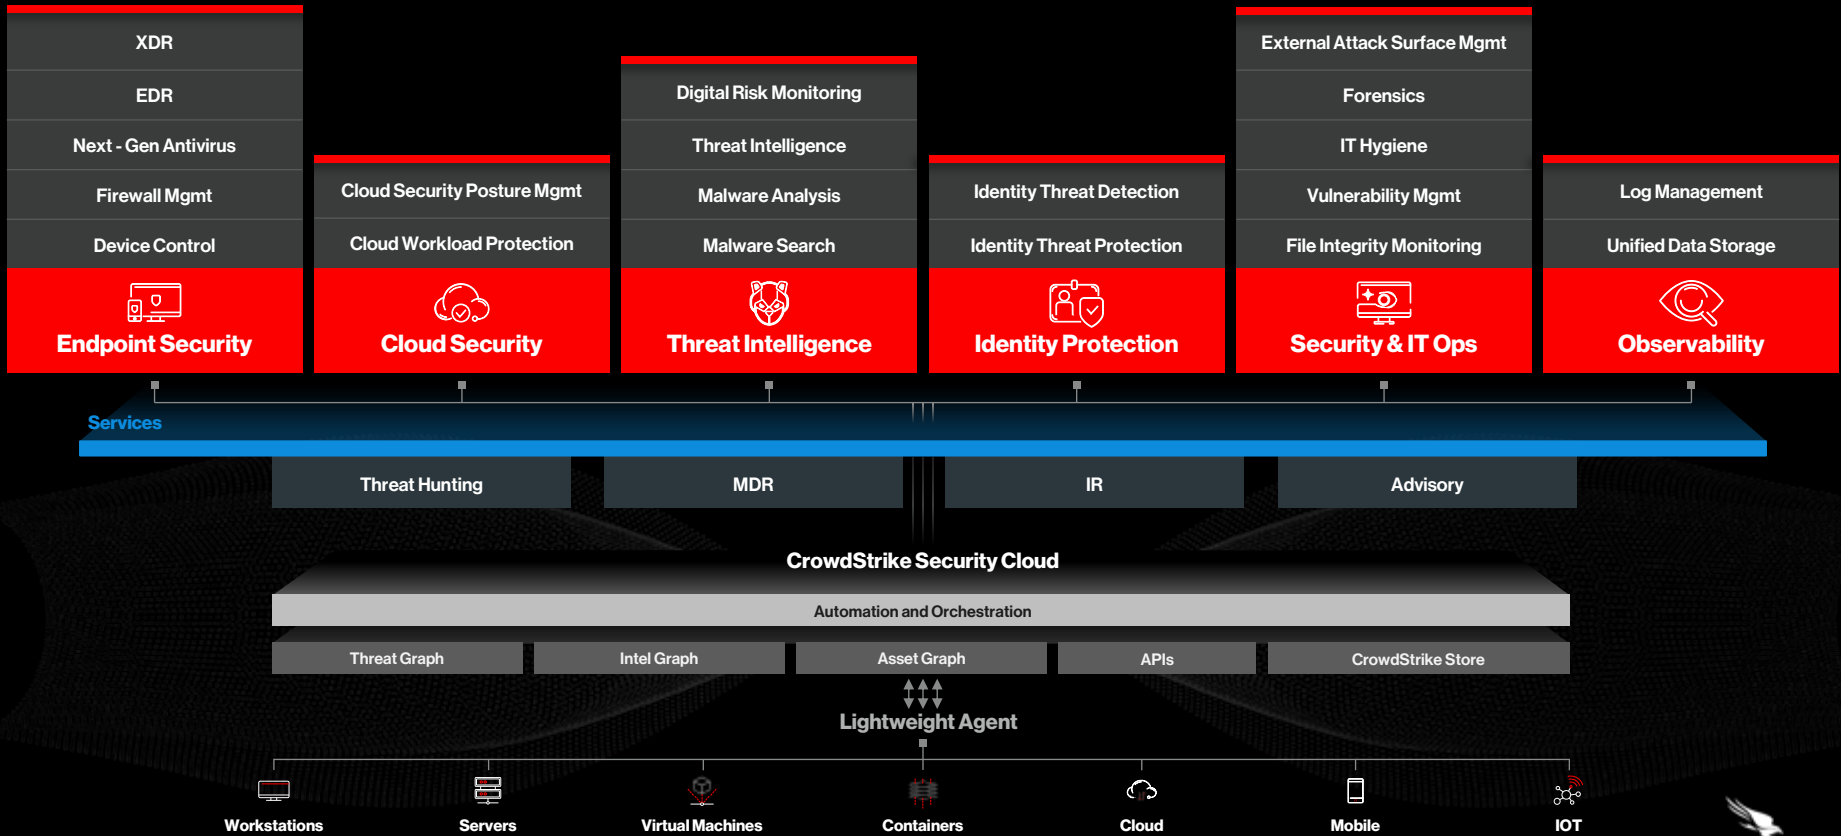 XDR
EDR
Next - Gen Antivirus
Firewall Mgmt
Device Control
Endpoint Security
Cloud Security Posture Mgmt
Cloud Workload Protection
Cloud Security
Digital Risk Monitoring
Threat Intelligence
Malware Analysis
Malware Search
Threat Intelligence
Identity Threat Detection
Identity Threat Protection
Identity Protection
External Attack Surface Mgmt
Forensics
IT Hygiene
Vulnerability Mgmt
File Integrity Monitoring
Security & IT Ops
Log Management
Unified Data Storage
Observability
Services
Threat Hunting
MDR
IR
Advisory
CrowdStrike Security Cloud
Automation and Orchestration
Threat Graph
Intel Graph
Asset Graph
APIs
CrowdStrike Store
Lightweight Agent
Workstations
Servers
Virtual Machines
Containers
Cloud
Mobile
IOT